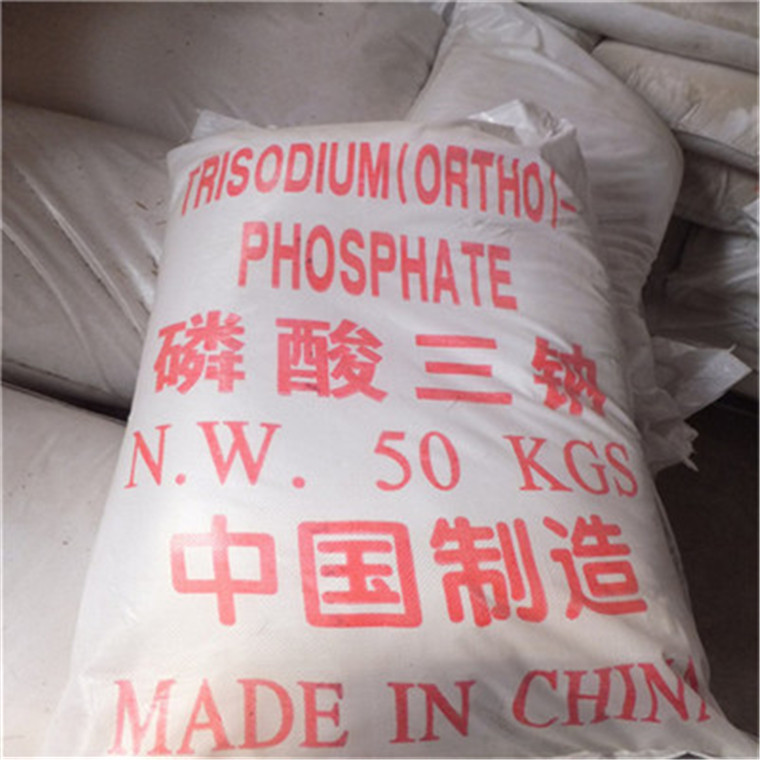 TRISODIUM(ORTHO)-
PHOSPHATE
磷酸三钠
N.W. 50 KGS
中国制造
MADE IN CHINA